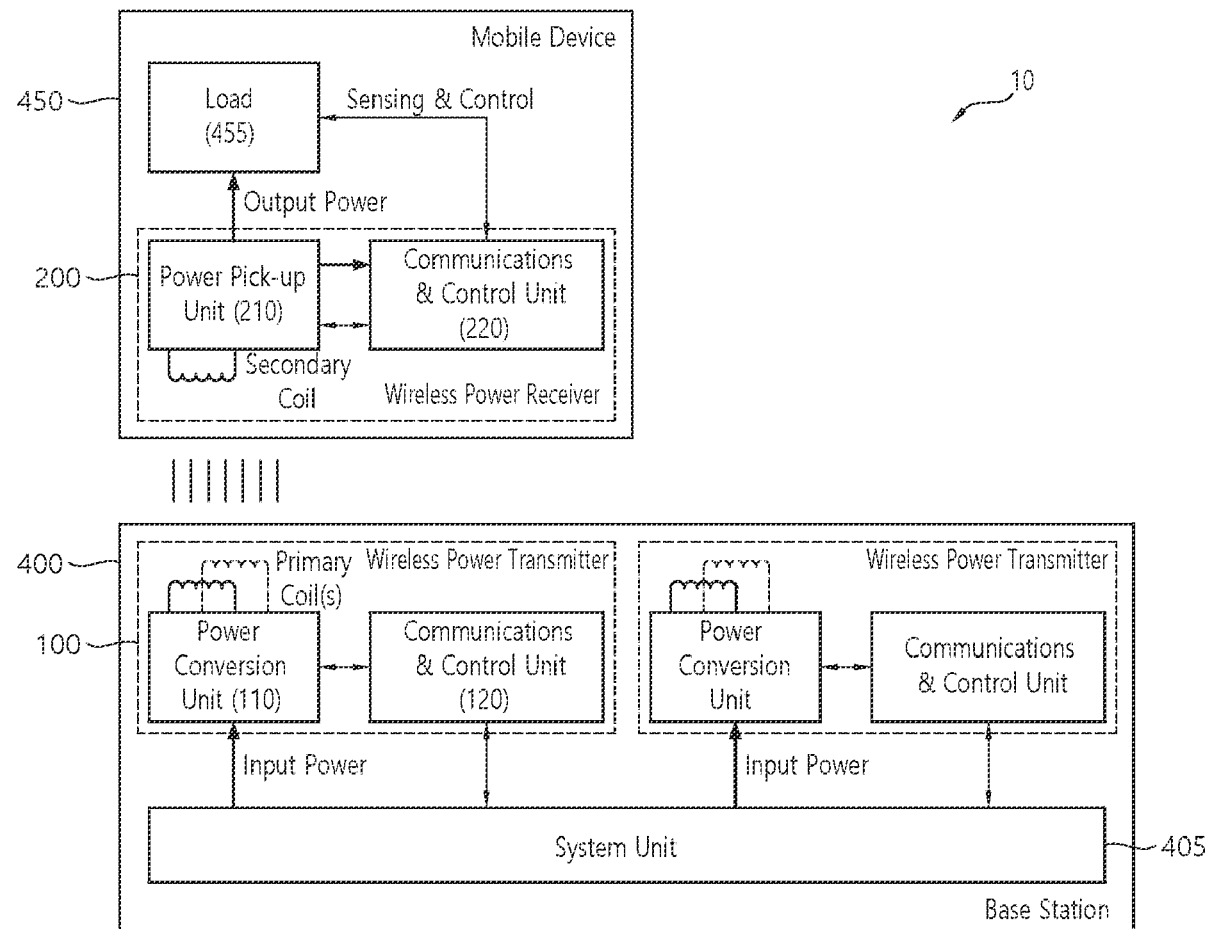 Mobile Device
10
450
Load
(455)
Sensing & Control
Output Power
200
Power Pick-up
Unit (210)
Communications
& Control Unit
(220)
Secondary
Coil
Wireless Power Receiver
400
Primary
Coil(s)
Wireless Power Transmitter
Wireless Power Transmitter
100
Power
Conversion
Unit (110)
Communications
& Control Unit
(120)
Power
Conversion
Unit
Communications
& Control Unit
Input Power
Input Power
System Unit
405
Base Station